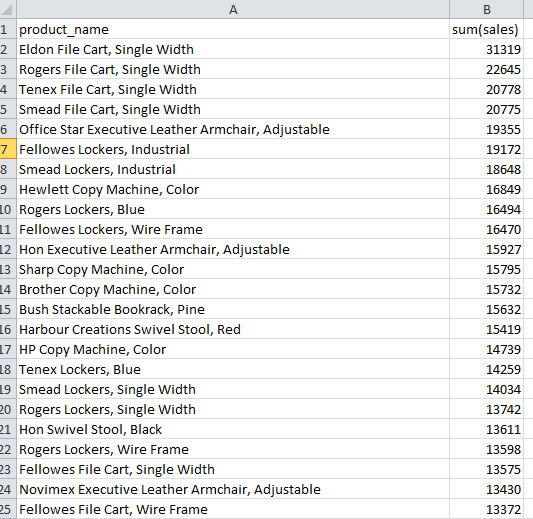 A B
1 product_name sum(sales)
2 Eldon File Cart, Single Width 31319
3 Rogers File Cart, Single Width 22645
4 Tenex File Cart, Single Width 20778
5 Smead File Cart, Single Width 20775
6 Office Star Executive Leather Armchair, Adjustable 19355
7 Fellowes Lockers, Industrial 19172
8 Smead Lockers, Industrial 18648
9 Hewlett Copy Machine, Color 16849
10 Rogers Lockers, Blue 16494
11 Fellowes Lockers, Wire Frame 16470
12 Hon Executive Leather Armchair, Adjustable 15927
13 Sharp Copy Machine, Color 15795
14 Brother Copy Machine, Color 15732
15 Bush Stackable Bookrack, Pine 15632
16 Harbour Creations Swivel Stool, Red 15419
17 HP Copy Machine, Color 14739
18 Tenex Lockers, Blue 14259
19 Smead Lockers, Single Width 14034
20 Rogers Lockers, Single Width 13742
21 Hon Swivel Stool, Black 13611
22 Rogers Lockers, Wire Frame 13598
23 Fellowes File Cart, Single Width 13575
24 Novimex Executive Leather Armchair, Adjustable 13430
25 Fellowes File Cart, Wire Frame 13372